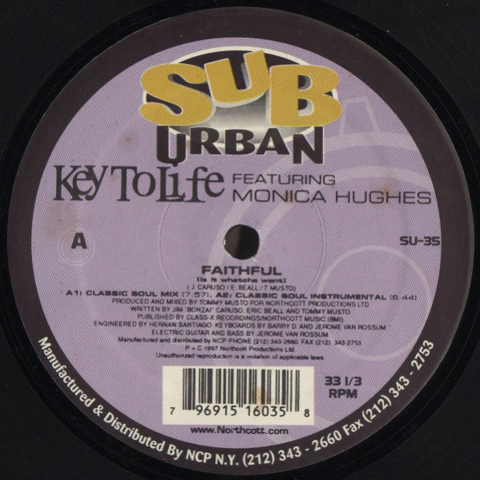 SUB
URBAN
Key To Life FEATURING
MONICA HUGHES
A
SU-35
FAITHFUL
(is it whatcha want)
( J. CARUSO / E. BEALL / T MUSTO )
A1: CLASSIC SOUL MIX (7:57), A2: CLASSIC SOUL INSTRUMENTAL (6:44)
PRODUCED AND MIXED BY TOMMY MUSTO FOR NORTHCOTT PRODUCTIONS LTD
WRITTEN BY JIM 'BONZAI' CARUSO, ERIC BEALL AND TOMMY MUSTO
PUBLISHED BY CLASS-X RECORDINGS/NORTHCOTT MUSIC (BMI)
ENGINEERED BY HERNAN SANTIAGO. KEYBOARDS BY BARRY D AND JEROME VAN ROSSUM
ELECTRIC GUITAR AND BASS BY JEROME VAN ROSSUM
Manufactured and distributed by NCP PHONE (212) 343-2660 FAX (212) 343-2753
P + C 1997 Northcott Productions Ltd
Unauthorized reproduction is a violation of applicable laws.
33 1/3
RPM
7 96915 16035 8
www.Northcott.com
Manufactured & Distributed By NCP N.Y. (212) 343 - 2660 Fax (212) 343 - 2753